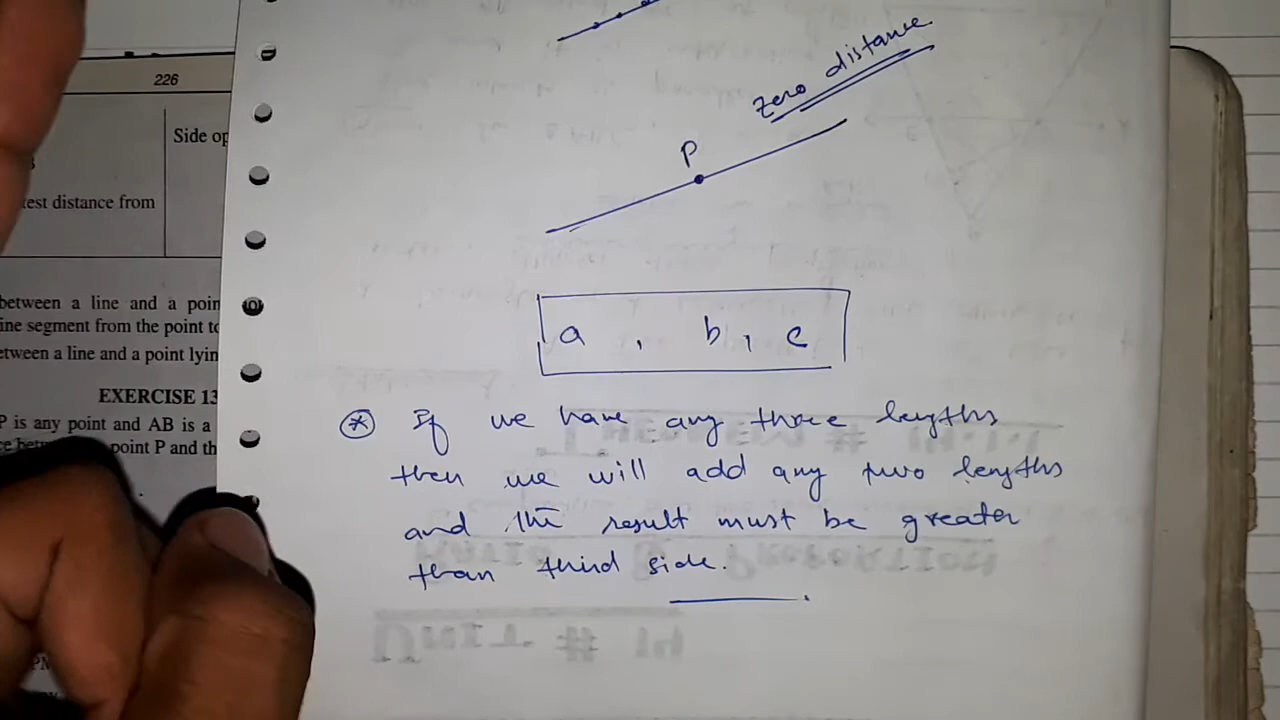 226
Side op
test distance from
between a line and a poin
ine segment from the point to
etween a line and a point lyin
EXERCISE 13
P is any point and AB is a
point P and th
Zero distance
P
a , b, c
* If we have any three lengths
then we will add any two lengths
and the result must be greater
than third side.